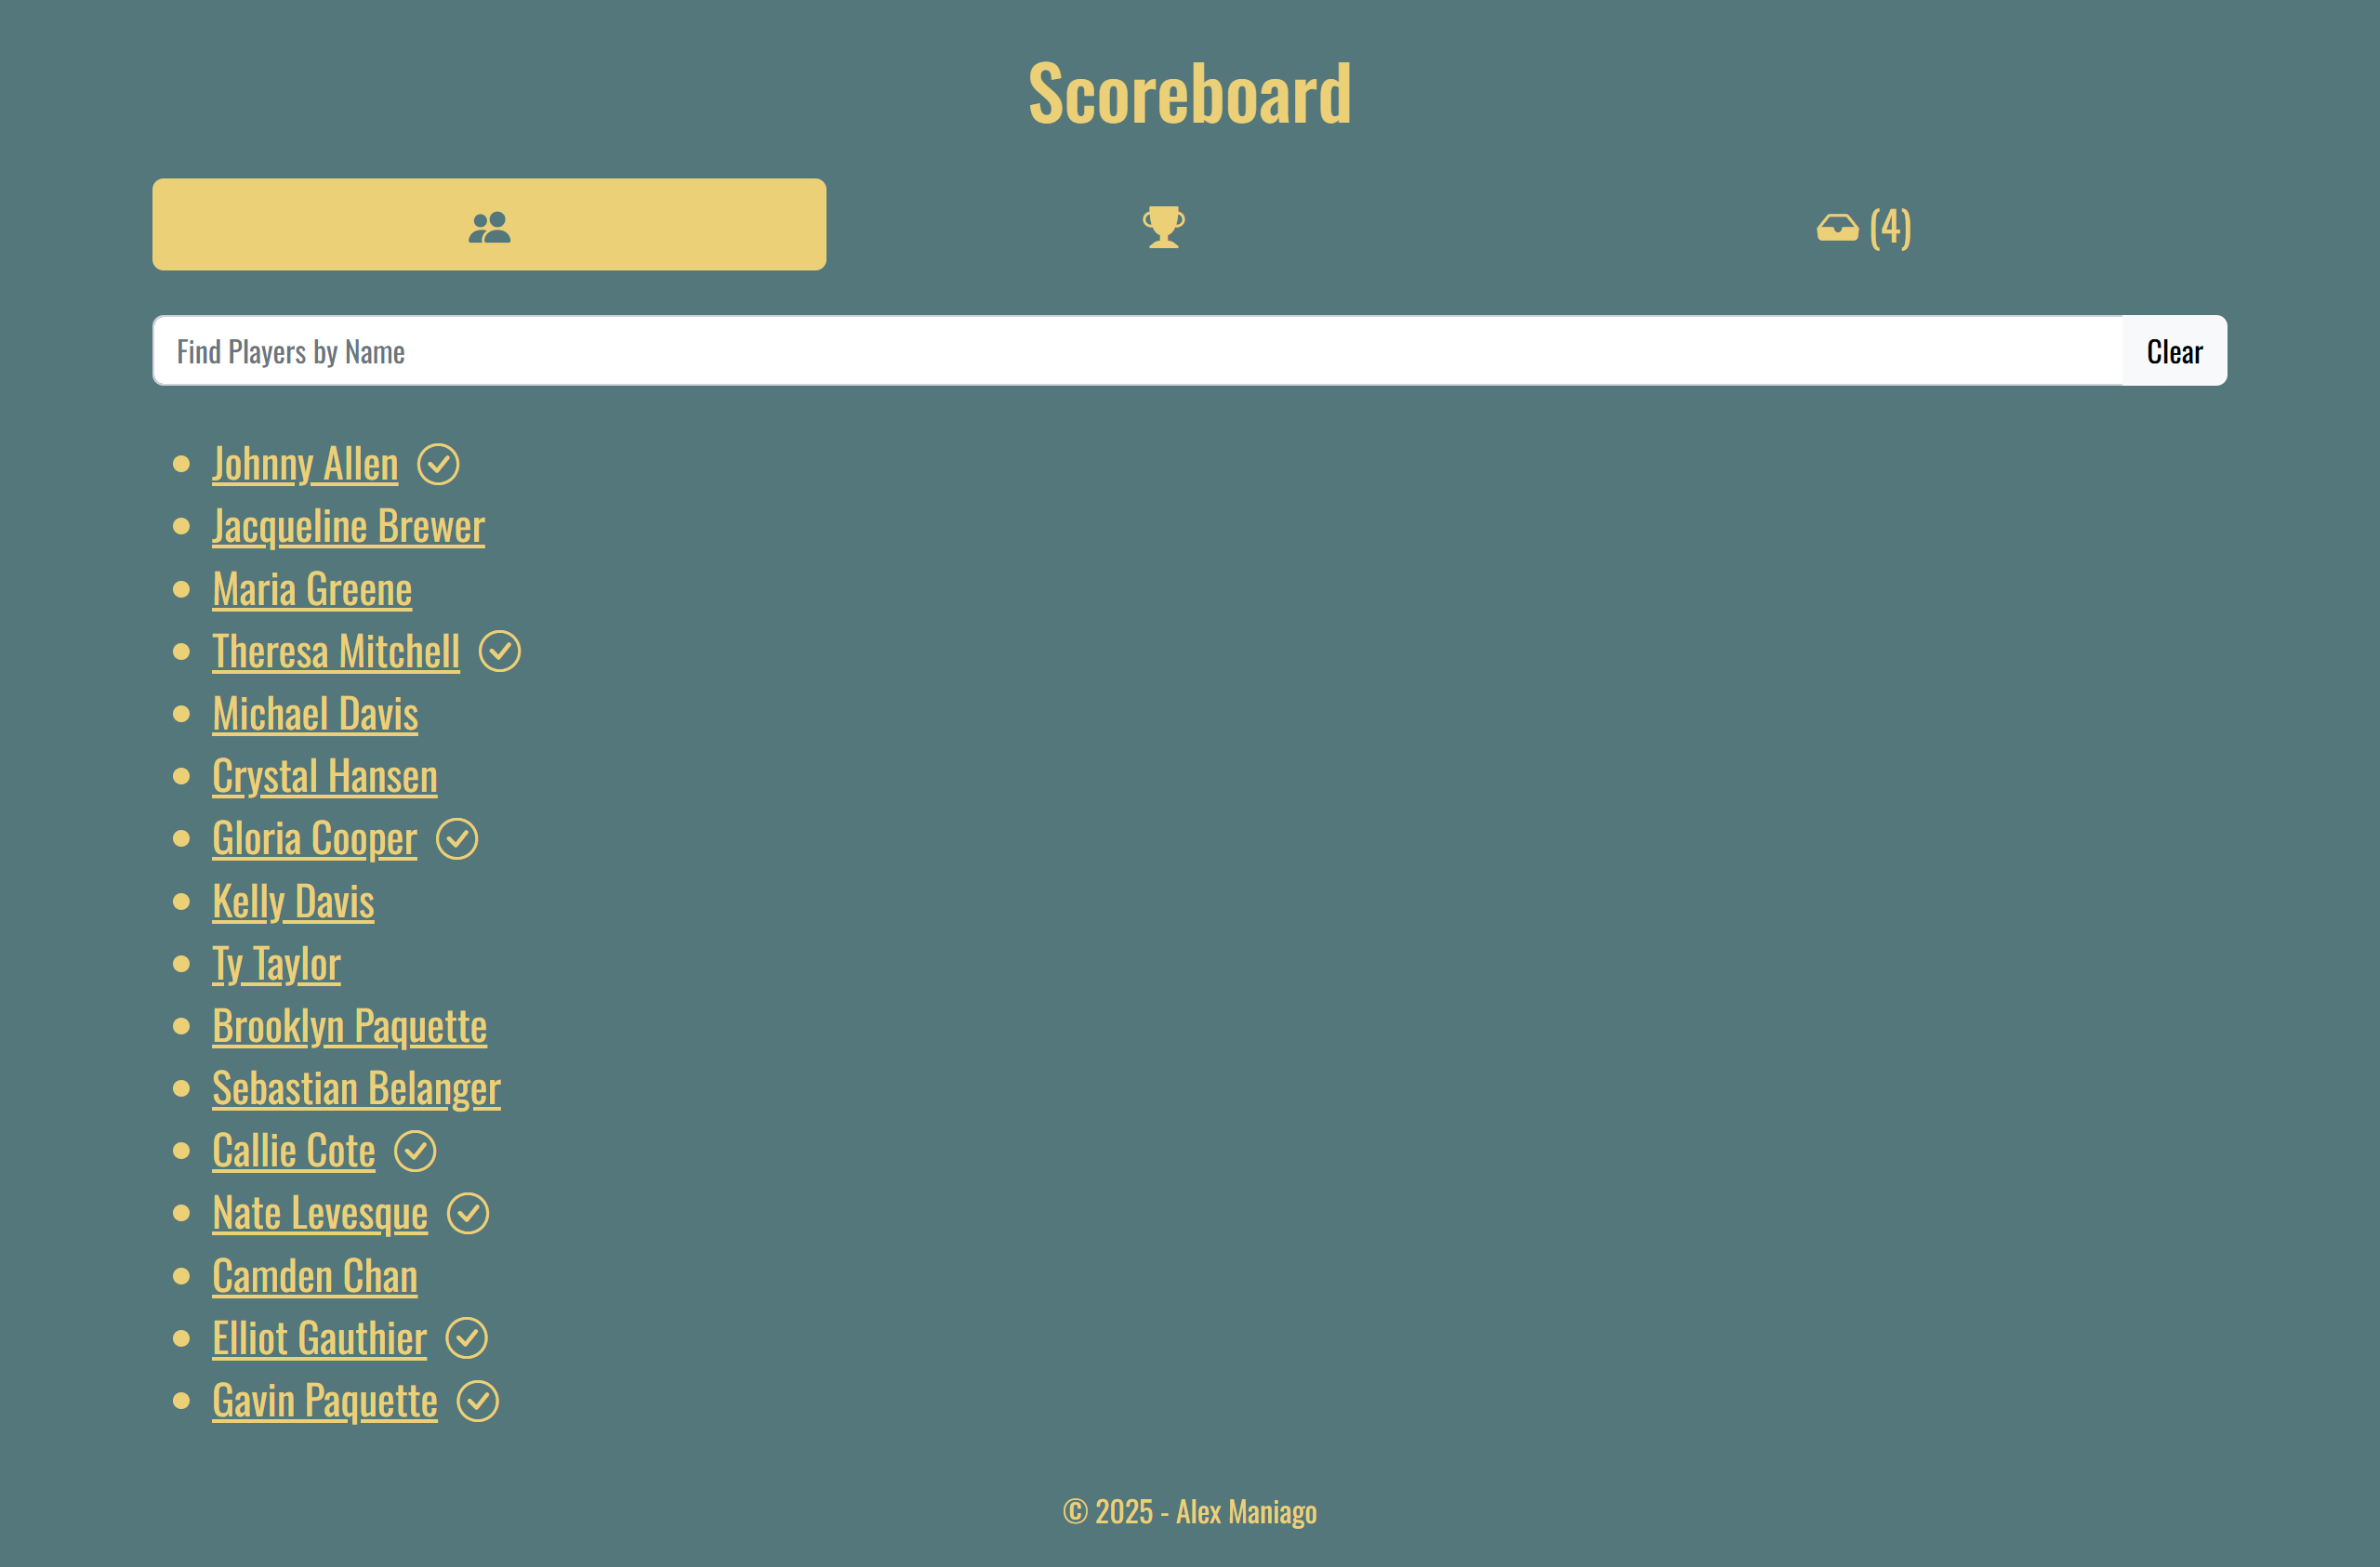 Scoreboard
(4)
Find Players by Name Clear
Johnny Allen
Jacqueline Brewer
Maria Greene
Theresa Mitchell
Michael Davis
Crystal Hansen
Gloria Cooper
Kelly Davis
Ty Taylor
Brooklyn Paquette
Sebastian Belanger
Callie Cote
Nate Levesque
Camden Chan
Elliot Gauthier
Gavin Paquette
© 2025 - Alex Maniago